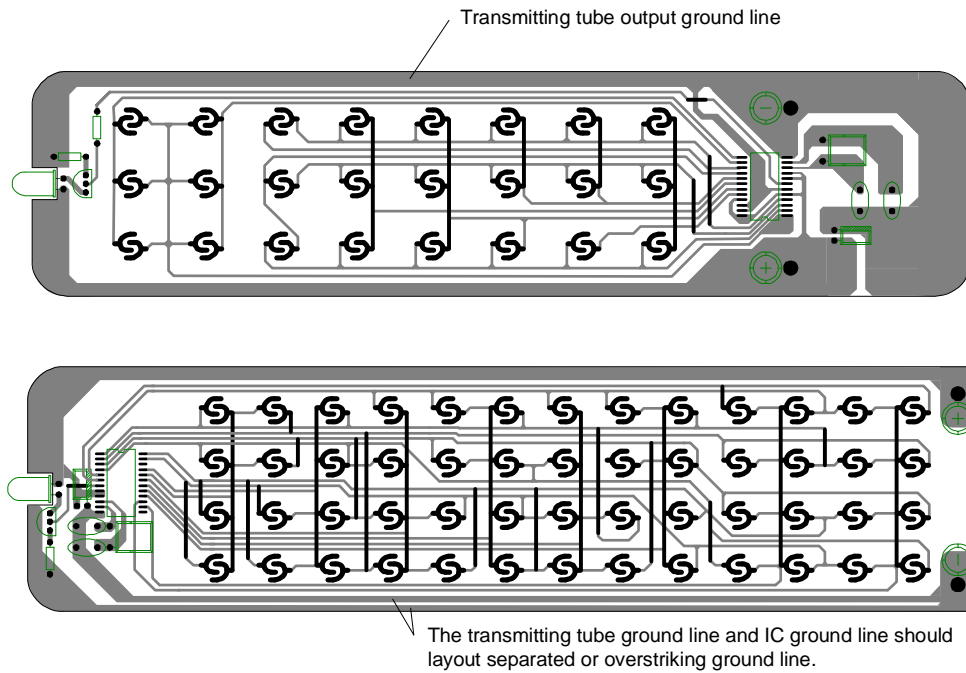 Transmitting tube output ground line
The transmitting tube ground line and IC ground line should
layout separated or overstriking ground line.